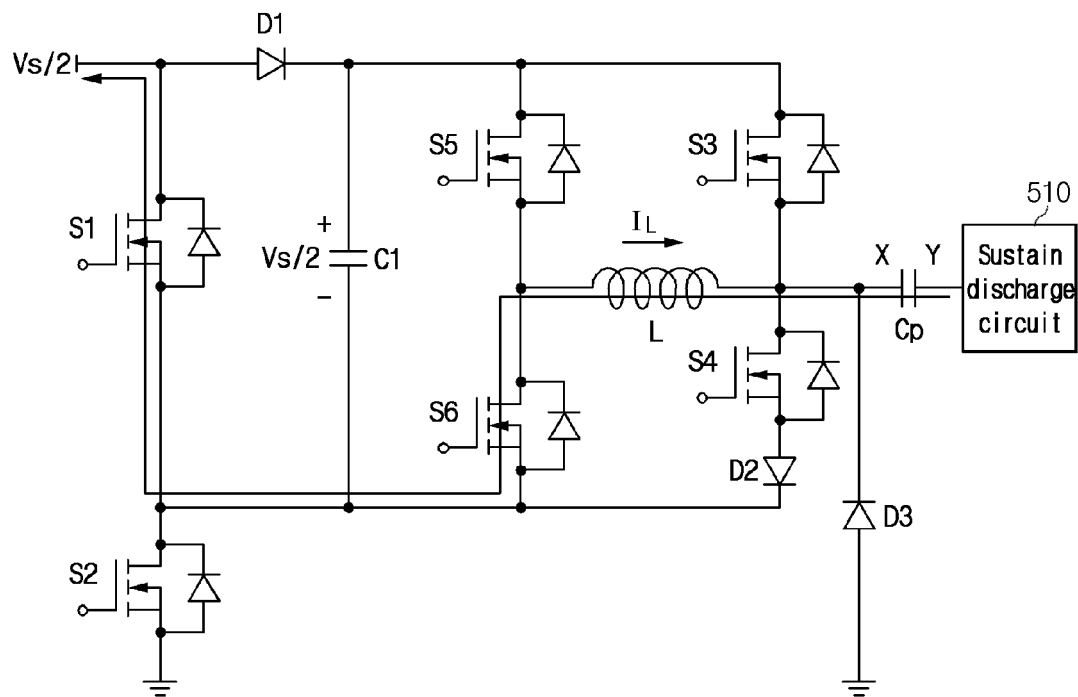 D1
Vs/2
S5
S3
510
S1
+
Vs/2
C1
−
IL
X
Y
Sustain
discharge
circuit
L
Cp
S4
S6
D2
D3
S2